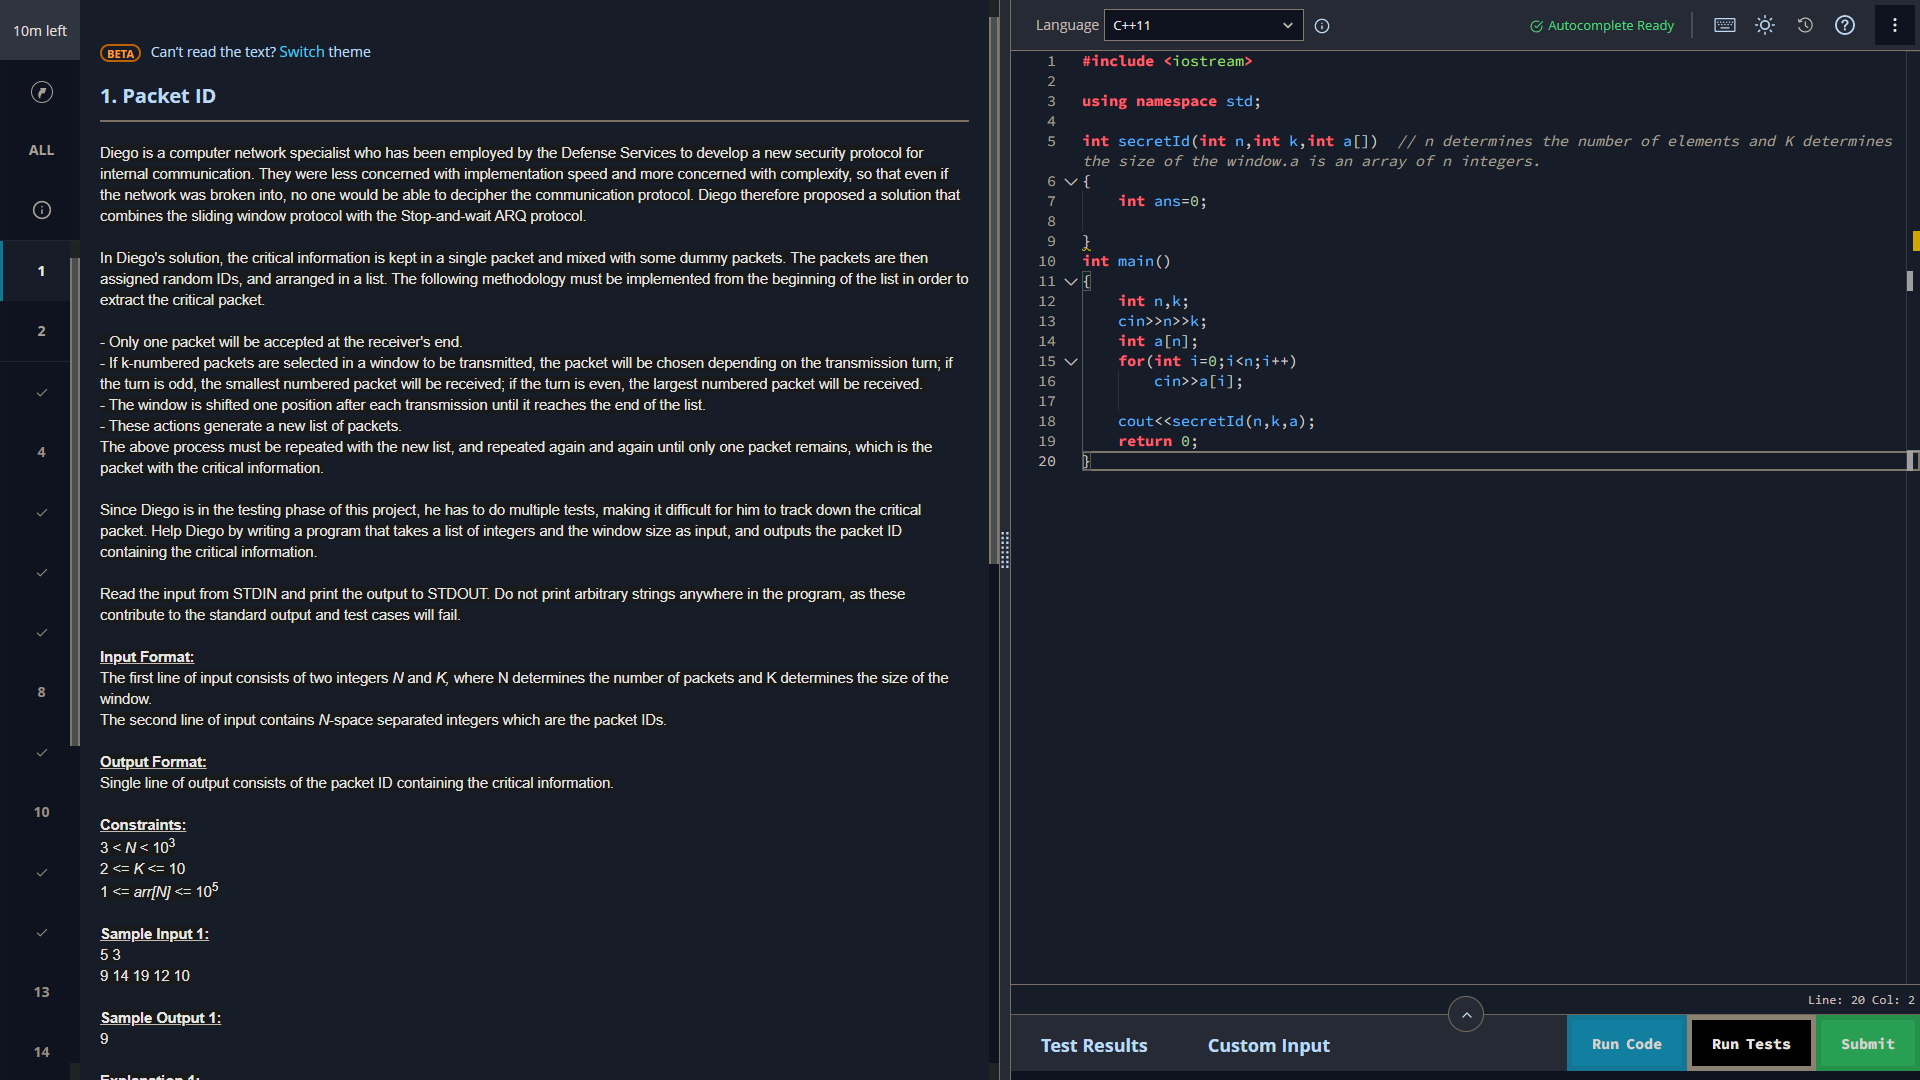 10m left
ALL
1
2
4
8
10
13
14
BETA Can't read the text? Switch theme
1. Packet ID
Diego is a computer network specialist who has been employed by the Defense Services to develop a new security protocol for
internal communication. They were less concerned with implementation speed and more concerned with complexity, so that even if
the network was broken into, no one would be able to decipher the communication protocol. Diego therefore proposed a solution that
combines the sliding window protocol with the Stop-and-wait ARQ protocol.
In Diego's solution, the critical information is kept in a single packet and mixed with some dummy packets. The packets are then
assigned random IDs, and arranged in a list. The following methodology must be implemented from the beginning of the list in order to
extract the critical packet.
- Only one packet will be accepted at the receiver's end.
- If k-numbered packets are selected in a window to be transmitted, the packet will be chosen depending on the transmission turn; if
the turn is odd, the smallest numbered packet will be received; if the turn is even, the largest numbered packet will be received.
- The window is shifted one position after each transmission until it reaches the end of the list.
- These actions generate a new list of packets.
The above process must be repeated with the new list, and repeated again and again until only one packet remains, which is the
packet with the critical information.
Since Diego is in the testing phase of this project, he has to do multiple tests, making it difficult for him to track down the critical
packet. Help Diego by writing a program that takes a list of integers and the window size as input, and outputs the packet ID
containing the critical information.
Read the input from STDIN and print the output to STDOUT. Do not print arbitrary strings anywhere in the program, as these
contribute to the standard output and test cases will fail.
Input Format:
The first line of input consists of two integers N and K, where N determines the number of packets and K determines the size of the
window.
The second line of input contains N-space separated integers which are the packet IDs.
Output Format:
Single line of output consists of the packet ID containing the critical information.
Constraints:
3 < N < 10³
2 <= K <= 10
1 <= arr[N] <= 10⁵
Sample Input 1:
5 3
9 14 19 12 10
Sample Output 1:
9
Explanation 1:
Language C++11
Autocomplete Ready
1 #include <iostream>
2
3 using namespace std;
4
5 int secretId(int n,int k,int a[])  // n determines the number of elements and K determines
the size of the window.a is an array of n integers.
6 {
7     int ans=0;
8
9 }
10 int main()
11 {
12     int n,k;
13     cin>>n>>k;
14     int a[n];
15     for(int i=0;i<n;i++)
16         cin>>a[i];
17
18     cout<<secretId(n,k,a);
19     return 0;
20 }
Line: 20 Col: 2
Test Results
Custom Input
Run Code
Run Tests
Submit